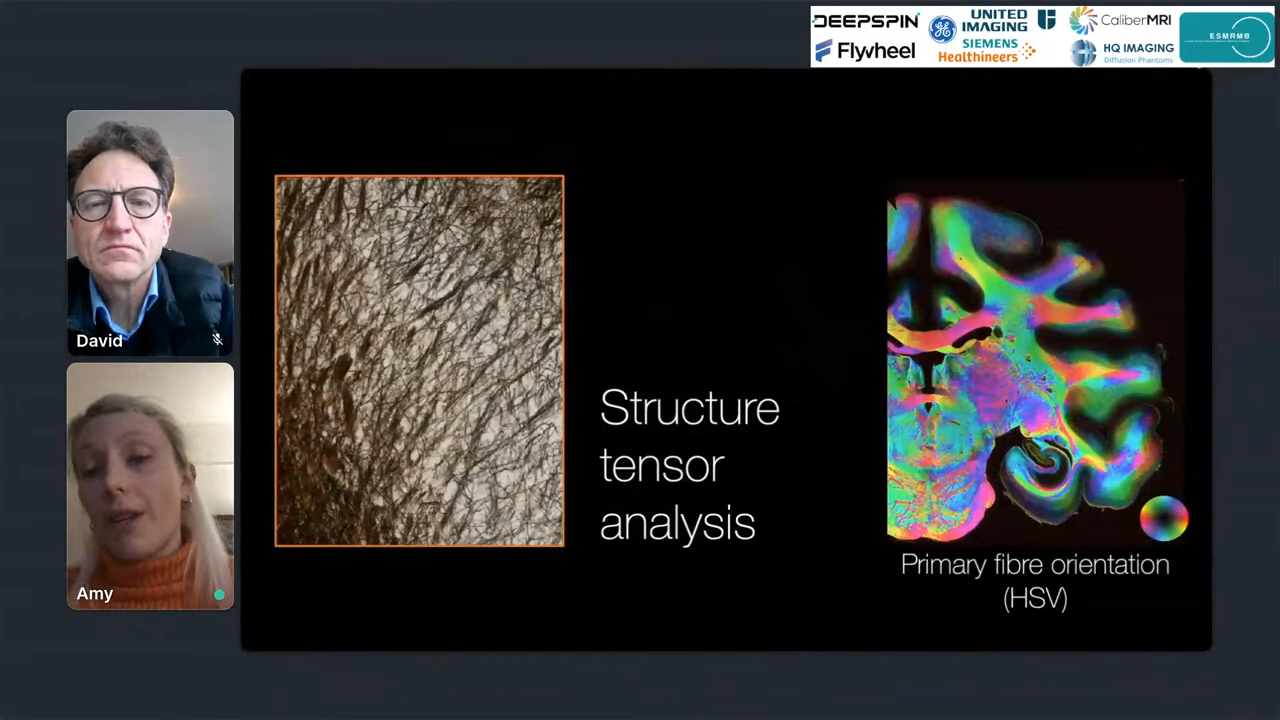 DEEPSPIN
UNITED
IMAGING
CaliberMRI
ESMRMB
Flywheel
SIEMENS
Healthineers
HQ IMAGING
Diffusion Phantoms
David
Amy
Structure
tensor
analysis
Primary fibre orientation
(HSV)